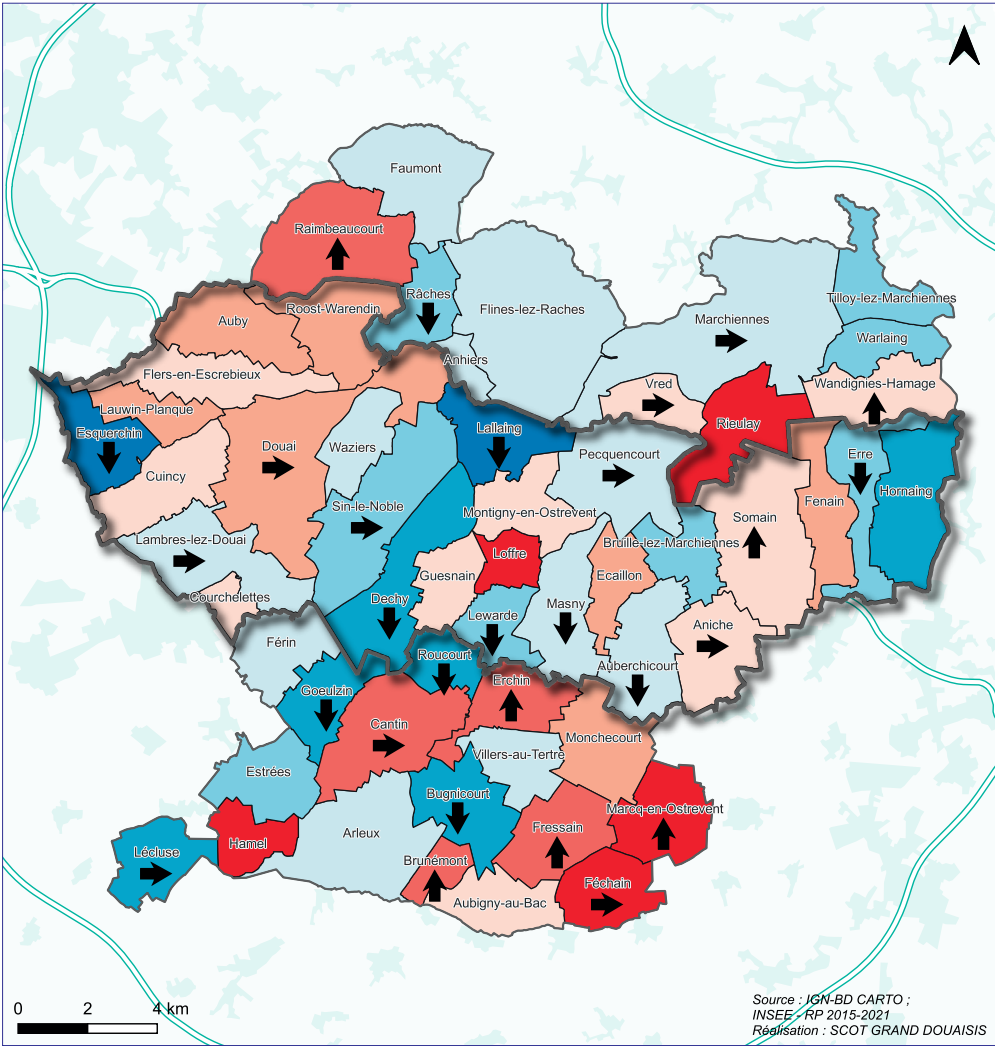 Faumont
Raimbeaucourt
Râches
Roost-Warendin
Flines-lez-Raches
Tilloy-lez-Marchiennes
Auby
Marchiennes
Warlaing
Anhiers
Flers-en-Escrebieux
Vred
Wandignies-Hamage
Lauwin-Planque
Rieulay
Esquerchin
Lallaing
Douai
Waziers
Pecquencourt
Erre
Cuincy
Hornaing
Sin-le-Noble
Montigny-en-Ostrevent
Somain
Fenain
Lambres-lez-Douai
Bruille-lez-Marchiennes
Loffre
Guesnain
Ecaillon
Courchelettes
Dechy
Masny
Lewarde
Aniche
Férin
Roucourt
Auberchicourt
Erchin
Goeulzin
Cantin
Monchecourt
Villers-au-Tertre
Estrées
Bugnicourt
Marcq-en-Ostrevent
Fressain
Arleux
Hamel
Lécluse
Brunémont
Féchain
Aubigny-au-Bac
0 2 4 km
Source : IGN-BD CARTO ;
INSEE - RP 2015-2021
Réalisation : SCOT GRAND DOUAISIS